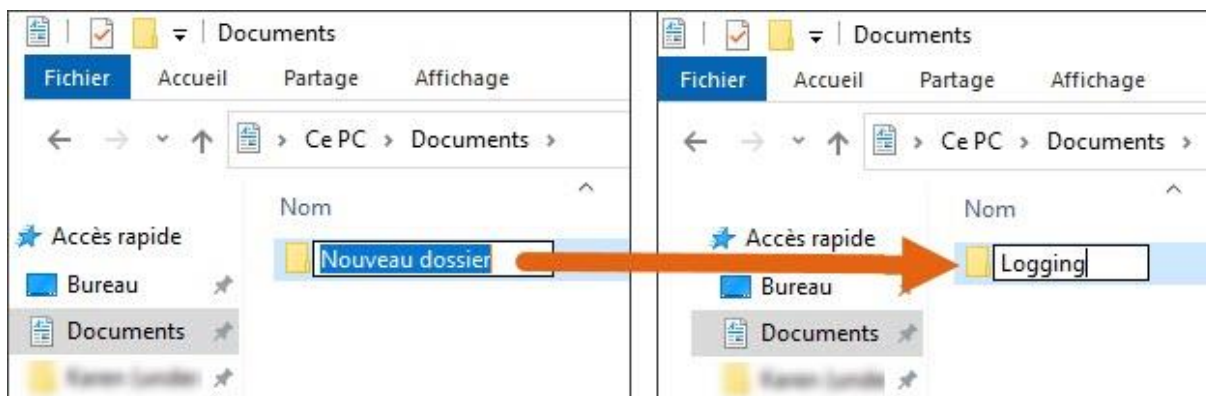 Documents
Fichier Accueil Partage Affichage
Ce PC > Documents >
Nom
Accès rapide
Nouveau dossier
Bureau
Documents
Documents
Fichier Accueil Partage Affichage
Ce PC > Documents >
Nom
Accès rapide
Logging
Bureau
Documents